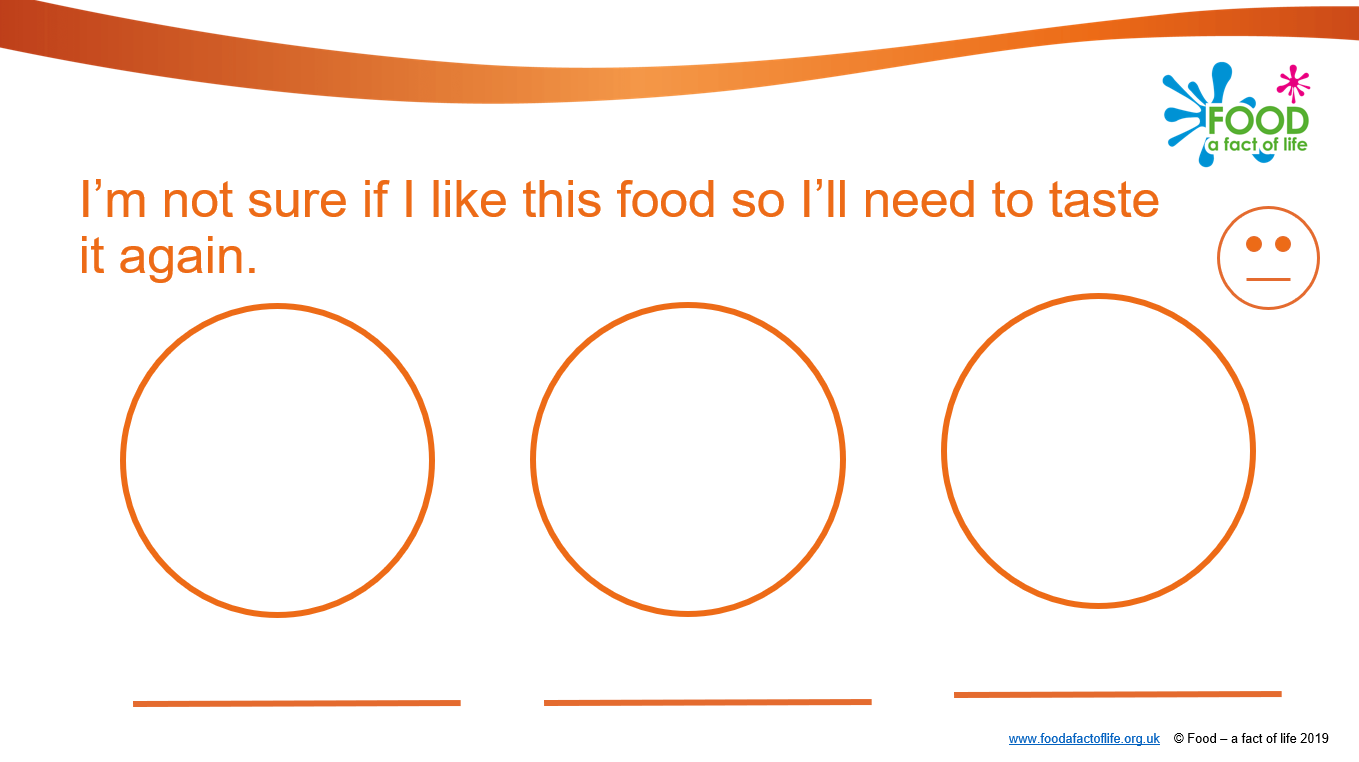 FOOD
a fact of life
I’m not sure if I like this food so I’ll need to taste
it again.
www.foodafactoflife.org.uk © Food – a fact of life 2019